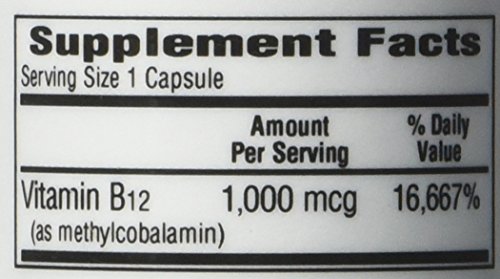 Supplement Facts
Serving Size 1 Capsule
Amount Per Serving % Daily Value
Vitamin B12 1,000 mcg 16,667%
(as methylcobalamin)